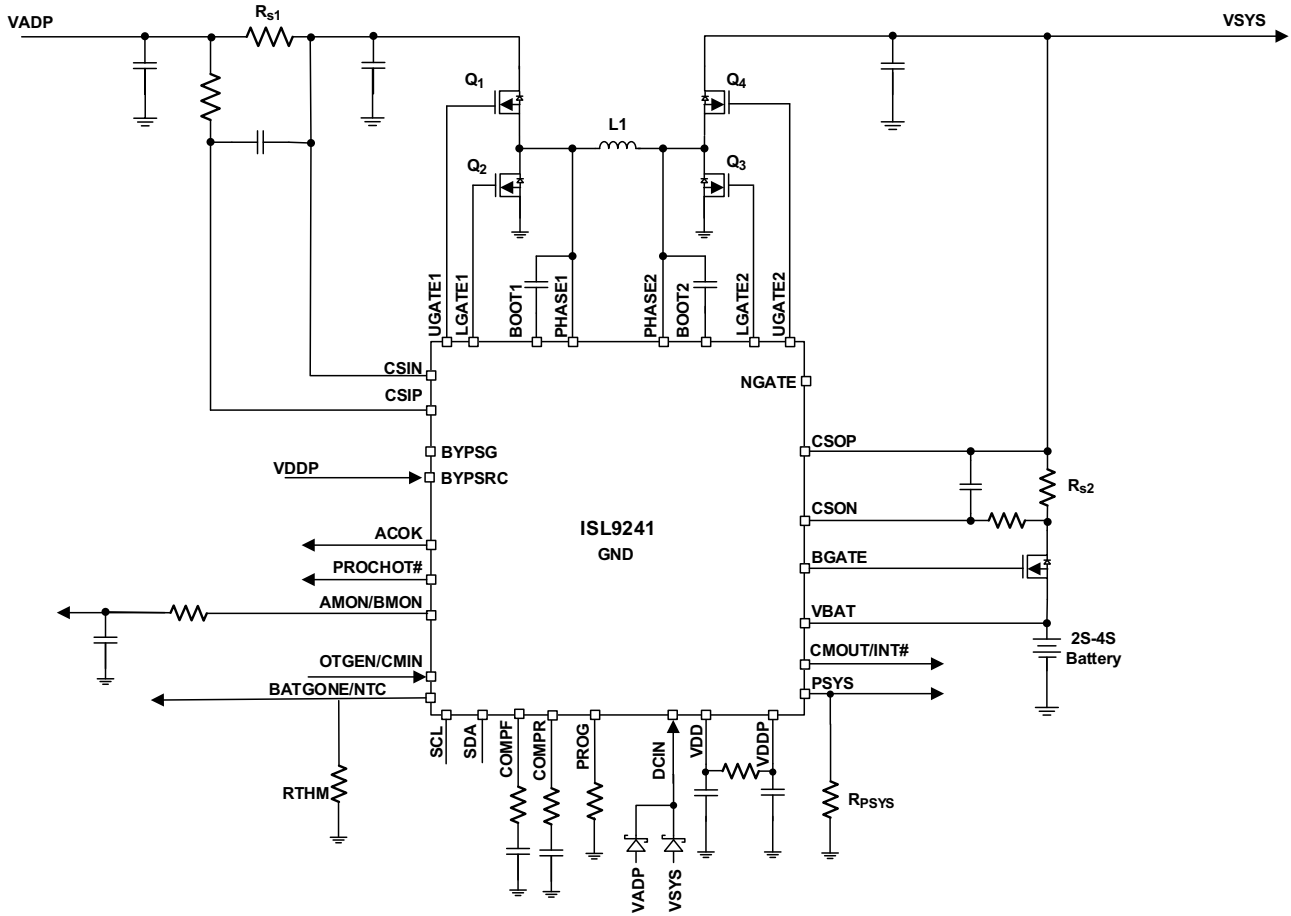 VADP
Rs1
VSYS
Q1
Q4
L1
Q2
Q3
UGATE1
LGATE1
BOOT1
PHASE1
PHASE2
BOOT2
LGATE2
UGATE2
CSIN
CSIP
NGATE
BYPSG
VDDP
BYPSRC
CSOP
Rs2
CSON
ISL9241
GND
ACOK
BGATE
PROCHOT#
AMON/BMON
VBAT
2S-4S
Battery
OTGEN/CMIN
CMOUT/INT#
BATGONE/NTC
PSYS
SCL
SDA
COMPF
COMPR
PROG
DCIN
VDD
VDDP
RTHM
RPSYS
VADP
VSYS